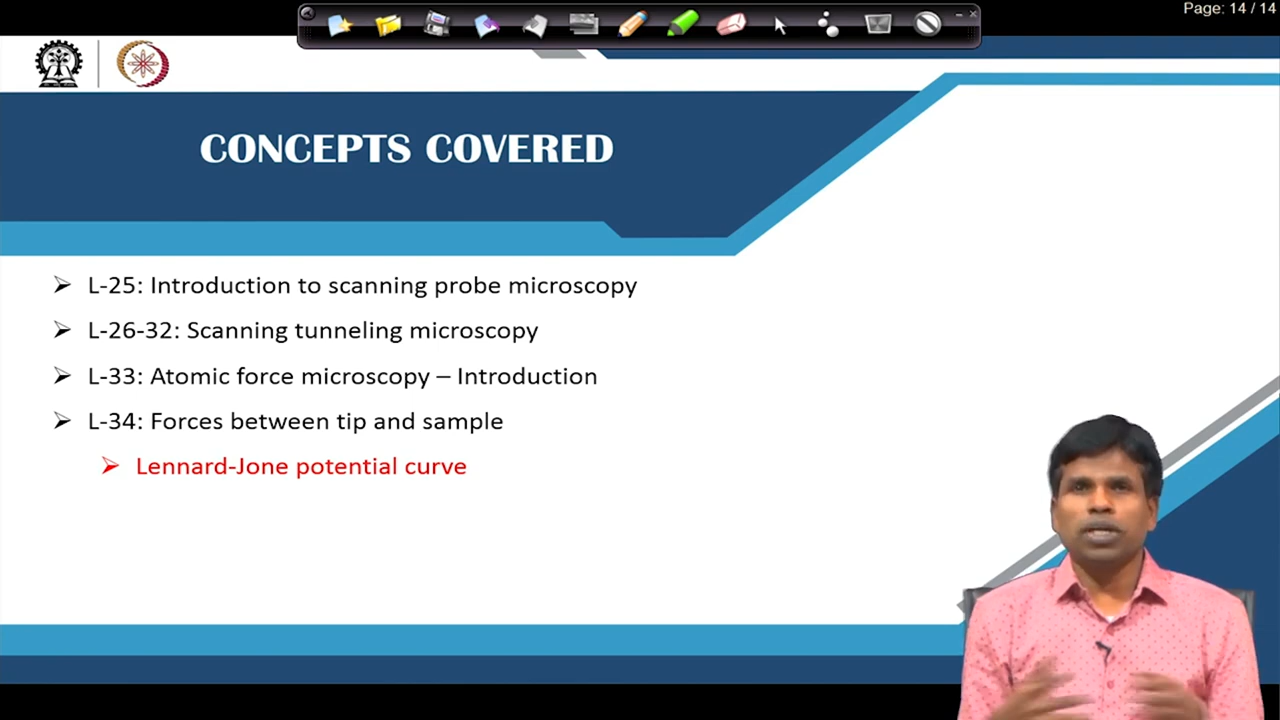 Page: 14 / 14
CONCEPTS COVERED
L-25: Introduction to scanning probe microscopy
L-26-32: Scanning tunneling microscopy
L-33: Atomic force microscopy – Introduction
L-34: Forces between tip and sample
Lennard-Jone potential curve